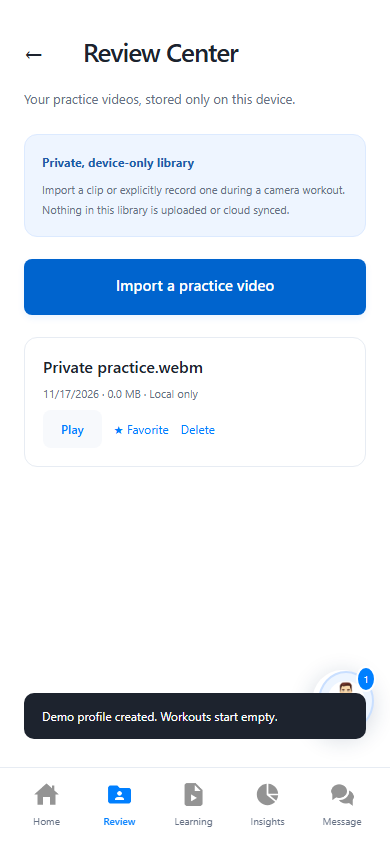 ← Review Center
Your practice videos, stored only on this device.
Private, device-only library
Import a clip or explicitly record one during a camera workout.
Nothing in this library is uploaded or cloud synced.
Import a practice video
Private practice.webm
11/17/2026 · 0.0 MB · Local only
Play ★ Favorite Delete
1
Demo profile created. Workouts start empty.
Home Review Learning Insights Message